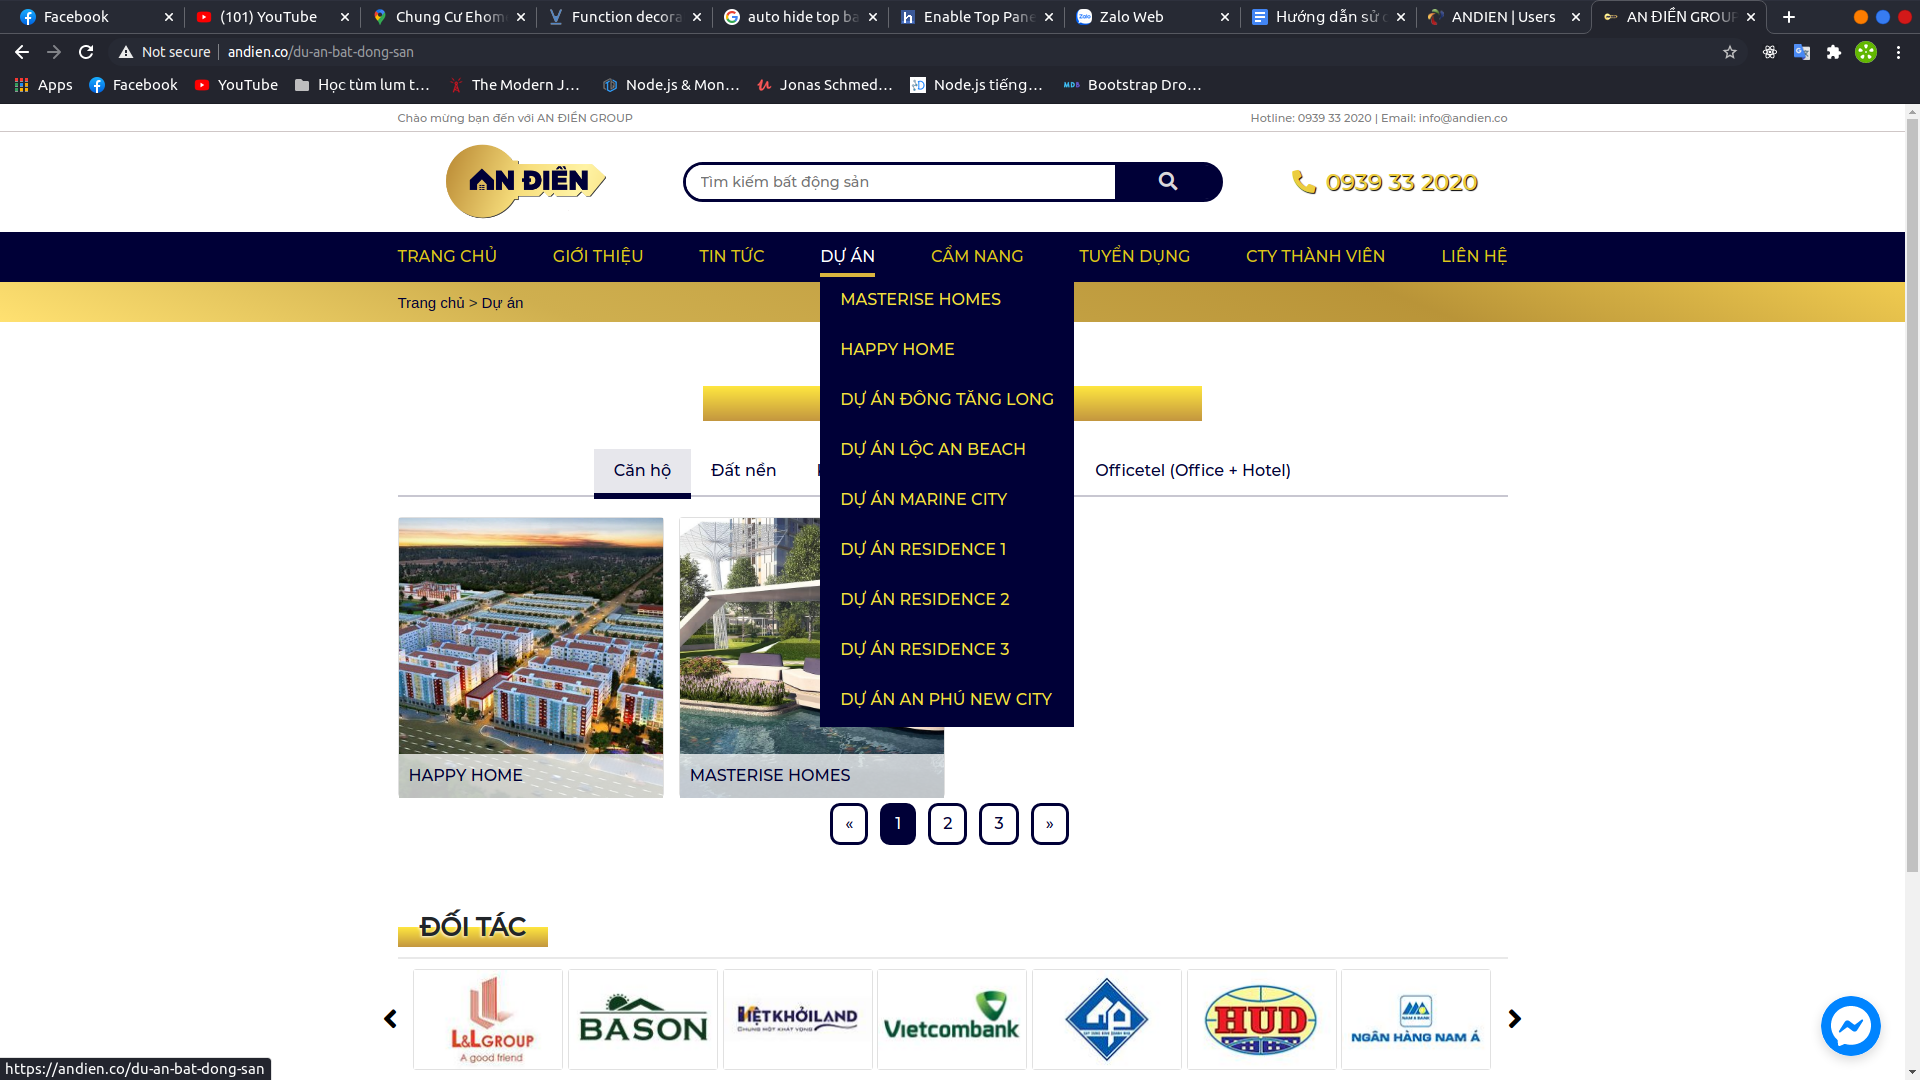 Facebook
(101) YouTube
Chung Cư Ehom
Function decora
auto hide top ba
Enable Top Pane
Zalo Web
Hướng dẫn sử d
ANDIEN | Users
AN ĐIỀN GROUP
Not secure
andien.co/du-an-bat-dong-san
Apps
Facebook
YouTube
Học tùm lum t...
The Modern J...
Node.js & Mon...
Jonas Schmed...
Node.js tiếng...
Bootstrap Dro...
Chào mừng bạn đến với AN ĐIỀN GROUP
Hotline: 0939 33 2020 | Email: info@andien.co
AN ĐIỀN
Tìm kiếm bất động sản
0939 33 2020
TRANG CHỦ
GIỚI THIỆU
TIN TỨC
DỰ ÁN
CẨM NANG
TUYỂN DỤNG
CTY THÀNH VIÊN
LIÊN HỆ
Trang chủ > Dự án
MASTERISE HOMES
HAPPY HOME
DỰ ÁN ĐÔNG TĂNG LONG
DỰ ÁN LỘC AN BEACH
DỰ ÁN MARINE CITY
DỰ ÁN RESIDENCE 1
DỰ ÁN RESIDENCE 2
DỰ ÁN RESIDENCE 3
DỰ ÁN AN PHÚ NEW CITY
Căn hộ
Đất nền
Officetel (Office + Hotel)
HAPPY HOME
MASTERISE HOMES
« 1 2 3 »
ĐỐI TÁC
L&L GROUP
A good friend
BASON
VIỆTKHỞILAND
CHUNG MỘT KHÁT VỌNG
Vietcombank
HUD
NAM A BANK
NGÂN HÀNG NAM Á
https://andien.co/du-an-bat-dong-san